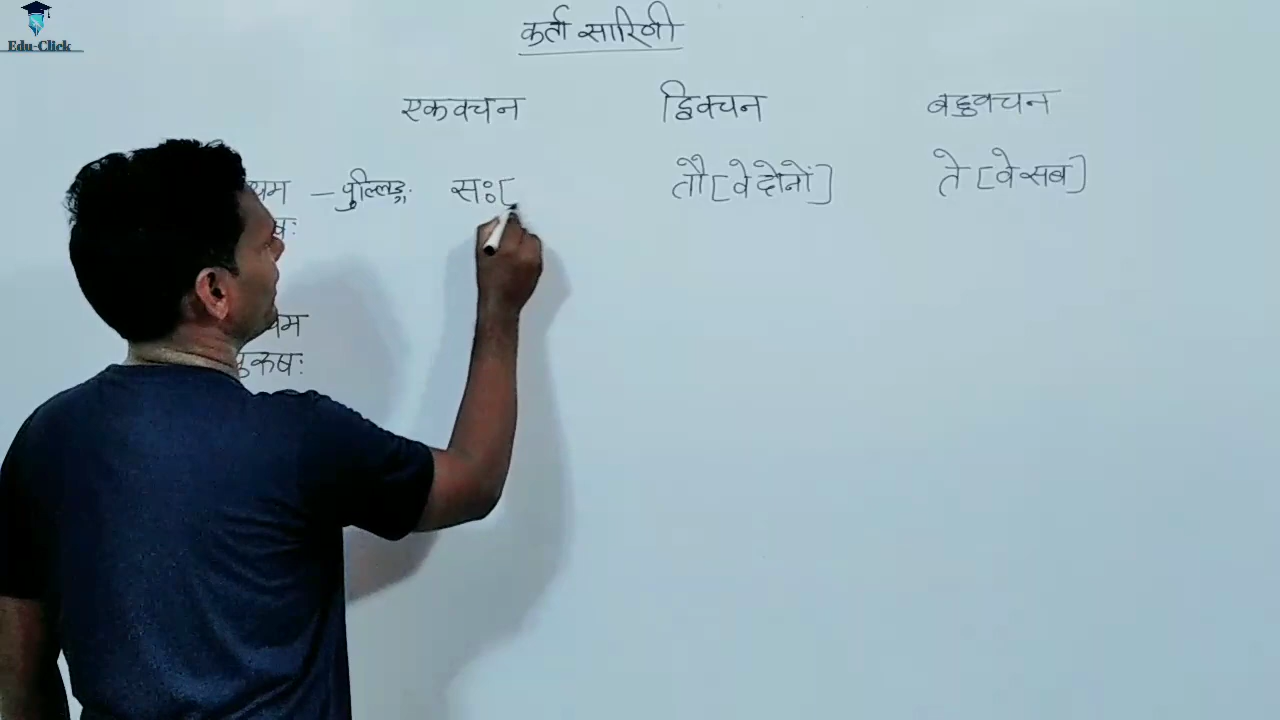 Edu-Click
कर्ता सारिणी
एकवचन द्विवचन बहुवचन
पुल्लिङ्गः सः [ तौ [वे दोनों] ते [वे सब]
पुरुषः